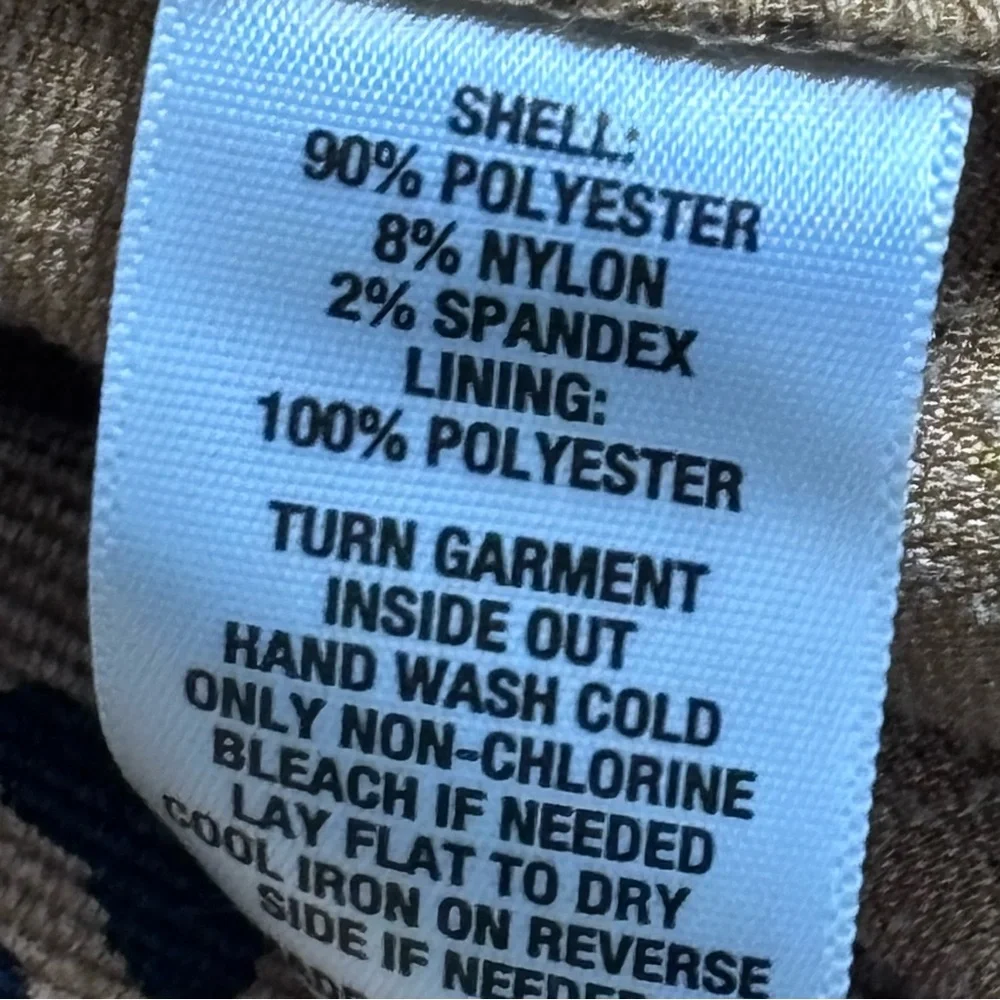 SHELL:
90% POLYESTER
8% NYLON
2% SPANDEX
LINING:
100% POLYESTER
TURN GARMENT
INSIDE OUT
HAND WASH COLD
ONLY NON-CHLORINE
BLEACH IF NEEDED
LAY FLAT TO DRY
COOL IRON ON REVERSE
SIDE IF NEEDED